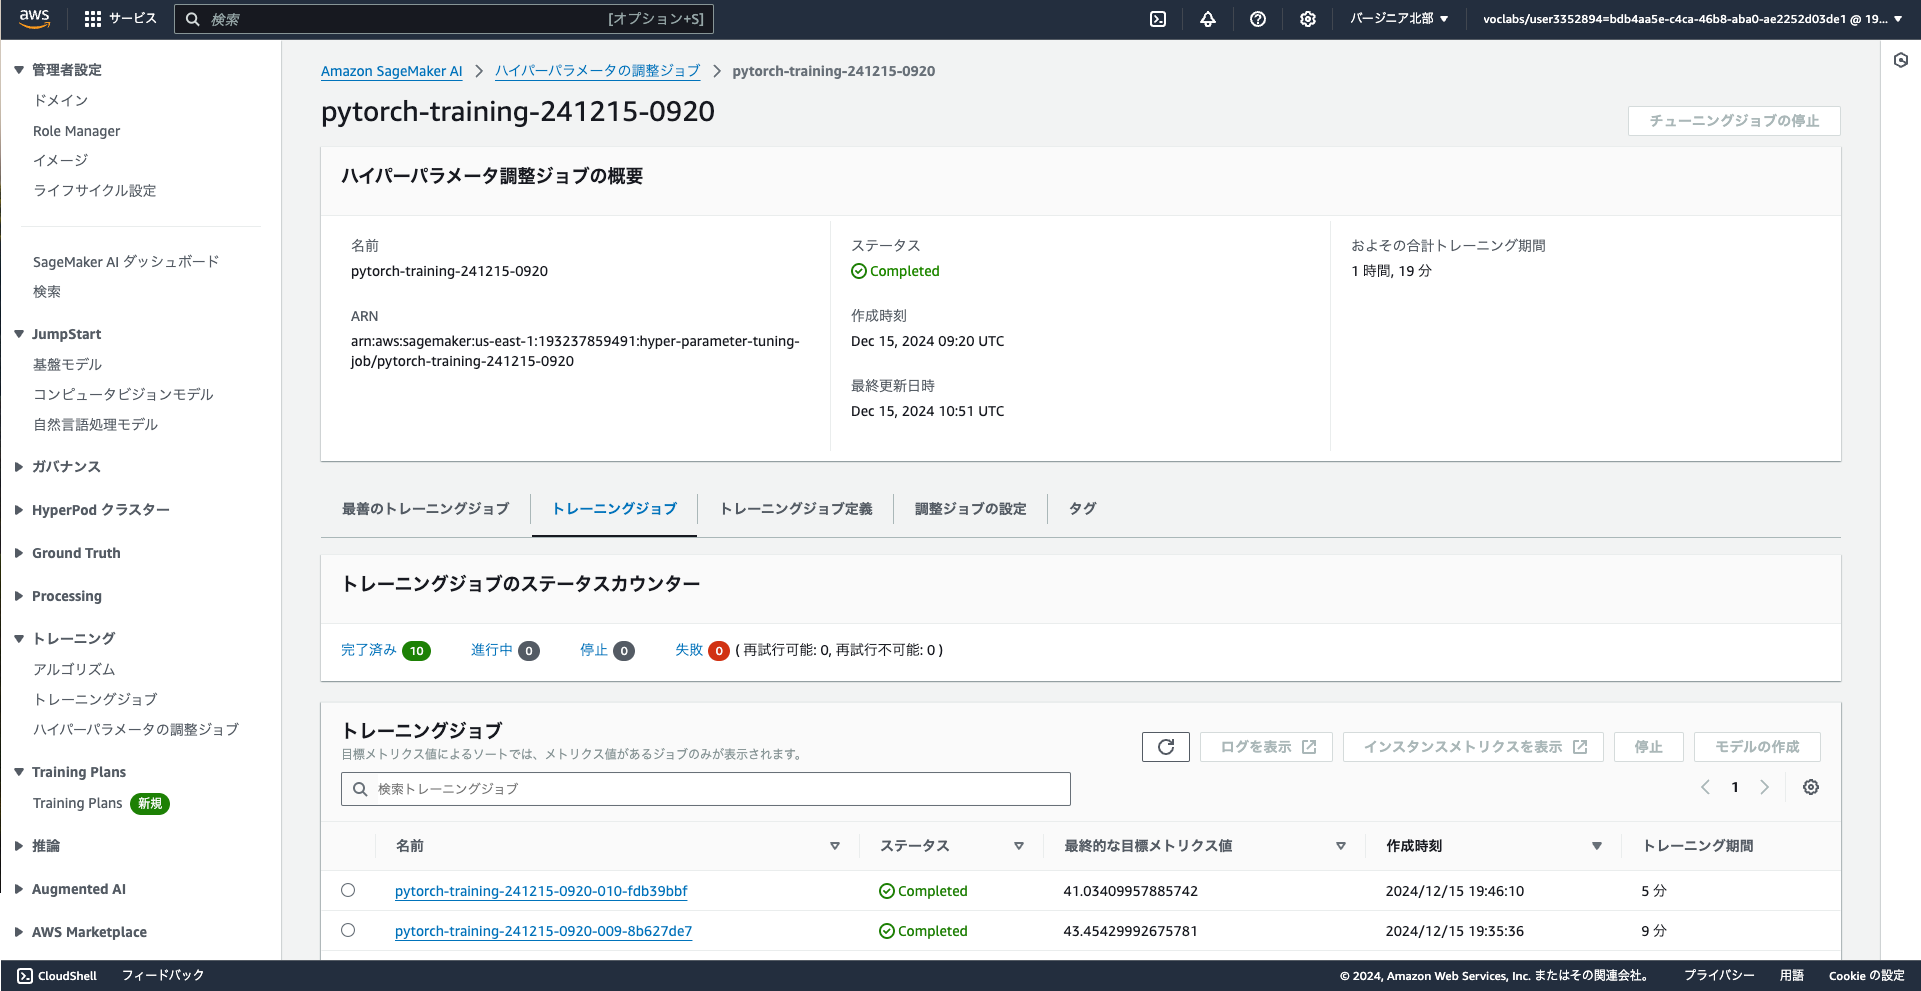 aws
サービス
検索
[オプション+S]
バージニア北部
voclabs/user3352894=bdb4aa5e-c4ca-46b8-aba0-ae2252d03de1 @ 19...
管理者設定
ドメイン
Role Manager
イメージ
ライフサイクル設定
SageMaker AI ダッシュボード
検索
JumpStart
基盤モデル
コンピュータビジョンモデル
自然言語処理モデル
ガバナンス
HyperPod クラスター
Ground Truth
Processing
トレーニング
アルゴリズム
トレーニングジョブ
ハイパーパラメータの調整ジョブ
Training Plans
Training Plans 新規
推論
Augmented AI
AWS Marketplace
Amazon SageMaker AI
ハイパーパラメータの調整ジョブ
pytorch-training-241215-0920
pytorch-training-241215-0920
チューニングジョブの停止
ハイパーパラメータ調整ジョブの概要
名前
pytorch-training-241215-0920
ARN
arn:aws:sagemaker:us-east-1:193237859491:hyper-parameter-tuning-
job/pytorch-training-241215-0920
ステータス
Completed
作成時刻
Dec 15, 2024 09:20 UTC
最終更新日時
Dec 15, 2024 10:51 UTC
およその合計トレーニング期間
1 時間, 19 分
最善のトレーニングジョブ
トレーニングジョブ
トレーニングジョブ定義
調整ジョブの設定
タグ
トレーニングジョブのステータスカウンター
完了済み 10
進行中 0
停止 0
失敗 0 ( 再試行可能: 0, 再試行不可能: 0 )
トレーニングジョブ
目標メトリクス値によるソートでは、メトリクス値があるジョブのみが表示されます。
ログを表示
インスタンスメトリクスを表示
停止
モデルの作成
検索トレーニングジョブ
1
名前 ステータス 最終的な目標メトリクス値 作成時刻 トレーニング期間
pytorch-training-241215-0920-010-fdb39bbf Completed 41.03409957885742 2024/12/15 19:46:10 5 分
pytorch-training-241215-0920-009-8b627de7 Completed 43.45429992675781 2024/12/15 19:35:36 9 分
CloudShell
フィードバック
© 2024, Amazon Web Services, Inc. またはその関連会社。
プライバシー
用語
Cookie の設定